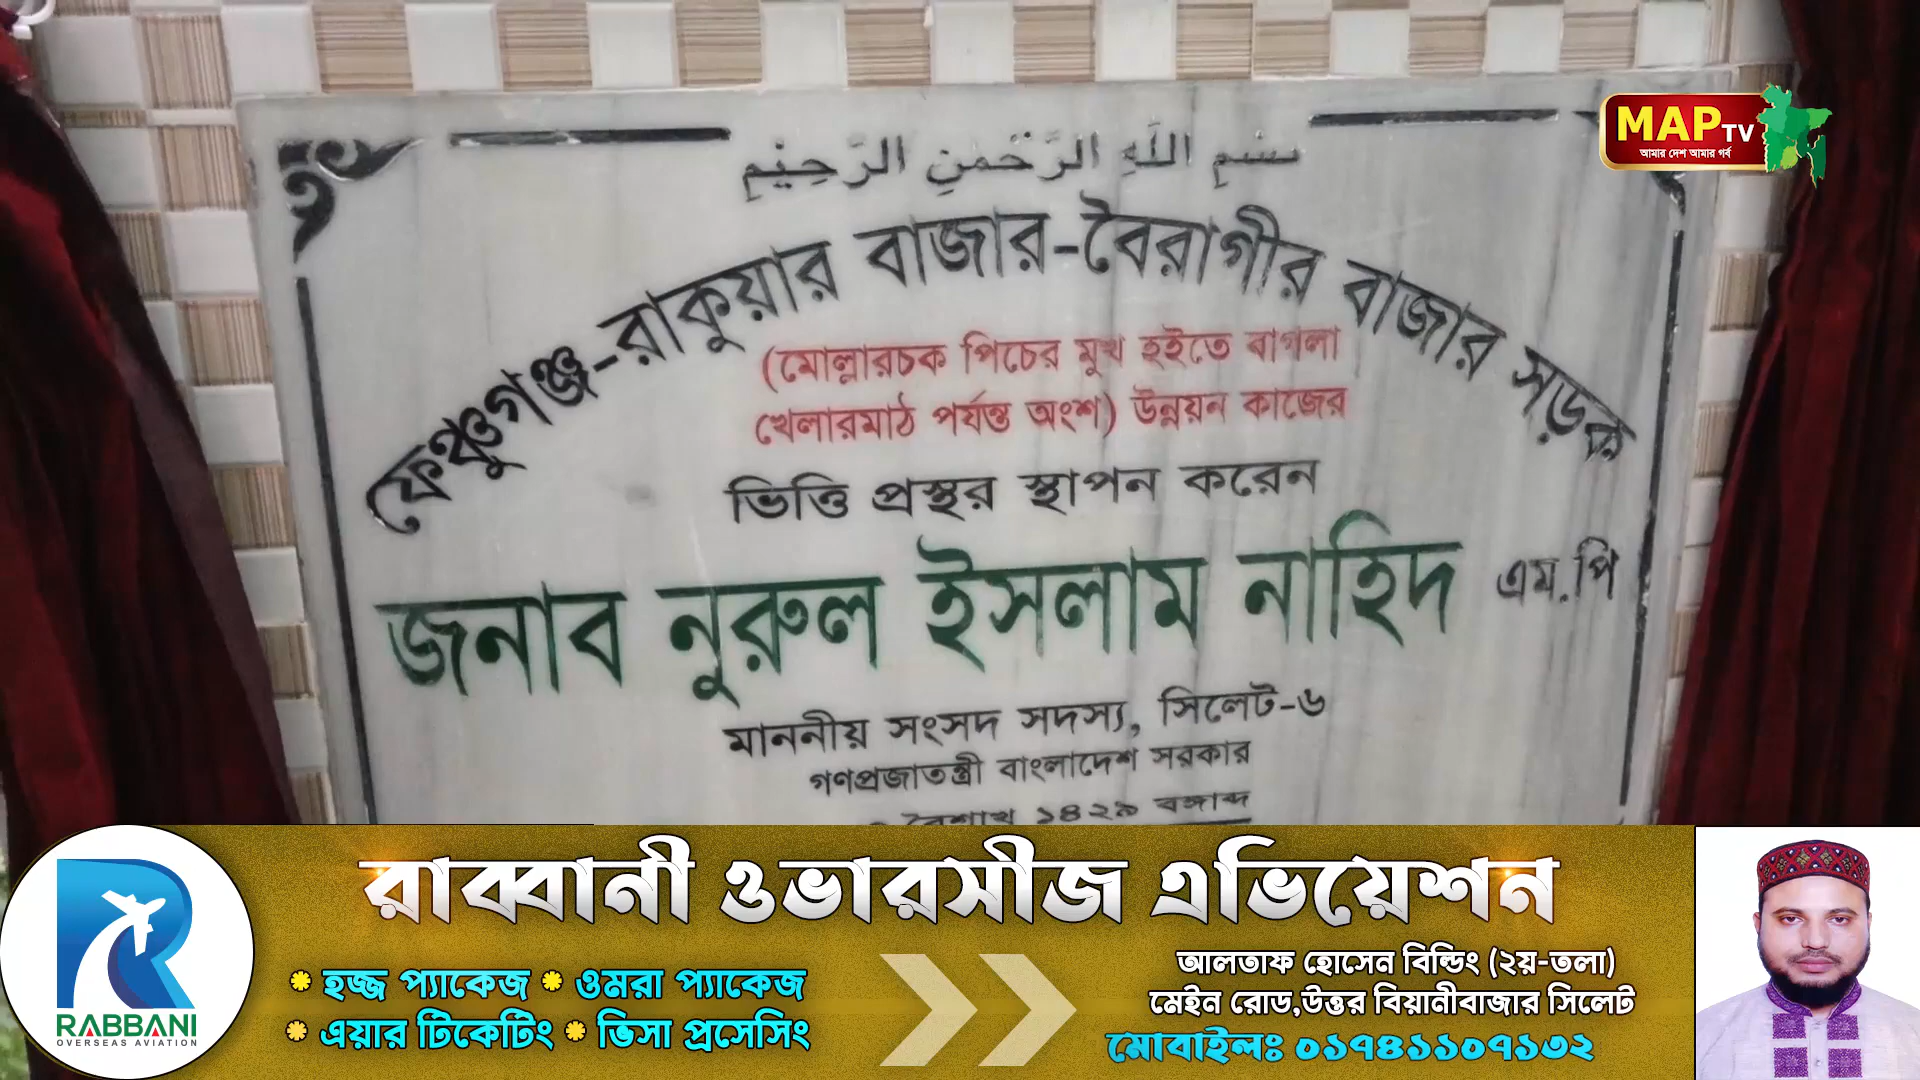 MAP TV
আমার দেশ আমার গর্ব
بِسْمِ اللَّهِ الرَّحْمَنِ الرَّحِيمِ
ফেঞ্চুগঞ্জ-রাকুয়ার বাজার-বৈরাগীর বাজার সড়ক
(মোল্লারচক পিচের মুখ হইতে বাগলা
খেলারমাঠ পর্যন্ত অংশ) উন্নয়ন কাজের
ভিত্তি প্রস্থর স্থাপন করেন
জনাব নুরুল ইসলাম নাহিদ এম.পি
মাননীয় সংসদ সদস্য, সিলেট-৬
গণপ্রজাতন্ত্রী বাংলাদেশ সরকার
বৈশাখ ১৪২৯ বঙ্গাব্দ
রাব্বানী ওভারসীজ এভিয়েশন
হজ্জ প্যাকেজ ওমরা প্যাকেজ
এয়ার টিকেটিং ভিসা প্রসেসিং
আলতাফ হোসেন বিল্ডিং (২য়-তলা)
মেইন রোড,উত্তর বিয়ানীবাজার সিলেট
মোবাইলঃ ০১৭৪১১০৭১৩২
R
RABBANI
OVERSEAS AVIATION